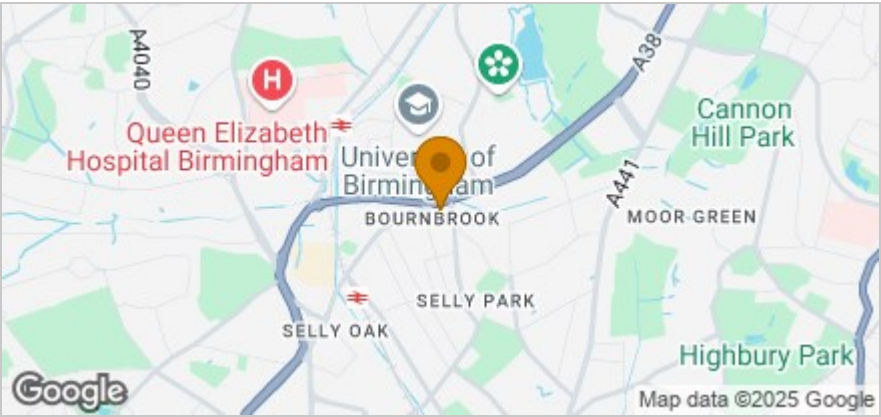 A4040
A38
H
Queen Elizabeth
Hospital Birmingham
Cannon
Hill Park
University of
Birmingham
A441
BOURNBROOK
MOOR GREEN
SELLY PARK
SELLY OAK
Highbury Park
Google
Map data ©2025 Google